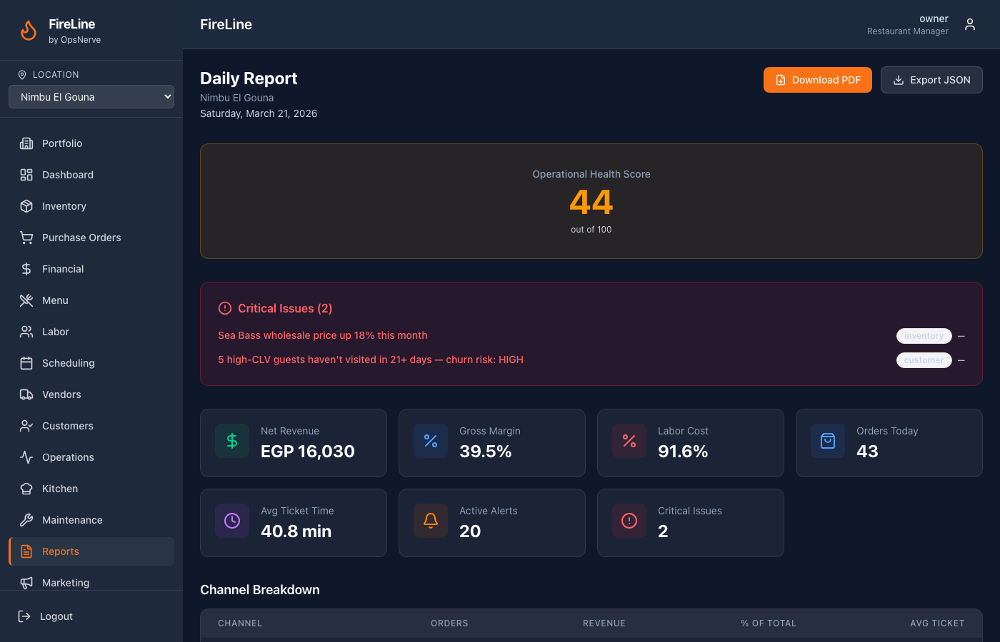 FireLine
by OpsNerve
LOCATION
Nimbu El Gouna
Portfolio
Dashboard
Inventory
Purchase Orders
Financial
Menu
Labor
Scheduling
Vendors
Customers
Operations
Kitchen
Maintenance
Reports
Marketing
Logout
FireLine
owner
Restaurant Manager
Daily Report
Nimbu El Gouna
Saturday, March 21, 2026
Download PDF
Export JSON
Operational Health Score
44
out of 100
Critical Issues (2)
Sea Bass wholesale price up 18% this month
inventory —
5 high-CLV guests haven't visited in 21+ days — churn risk: HIGH
customer —
Net Revenue
EGP 16,030
Gross Margin
39.5%
Labor Cost
91.6%
Orders Today
43
Avg Ticket Time
40.8 min
Active Alerts
20
Critical Issues
2
Channel Breakdown
CHANNEL ORDERS REVENUE % OF TOTAL AVG TICKET